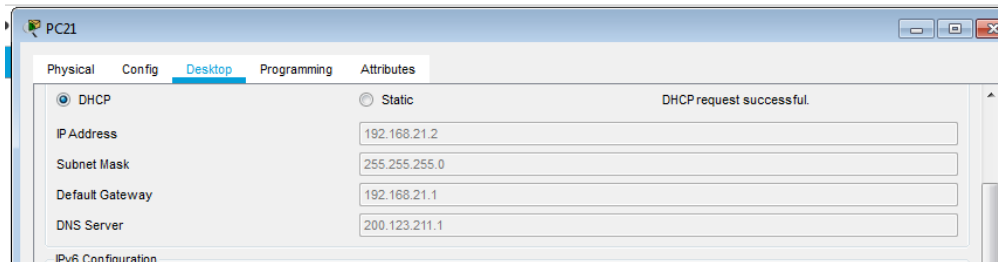 PC21
Physical Config Desktop Programming Attributes
DHCP Static DHCP request successful.
IP Address 192.168.21.2
Subnet Mask 255.255.255.0
Default Gateway 192.168.21.1
DNS Server 200.123.211.1
IPv6 Configuration